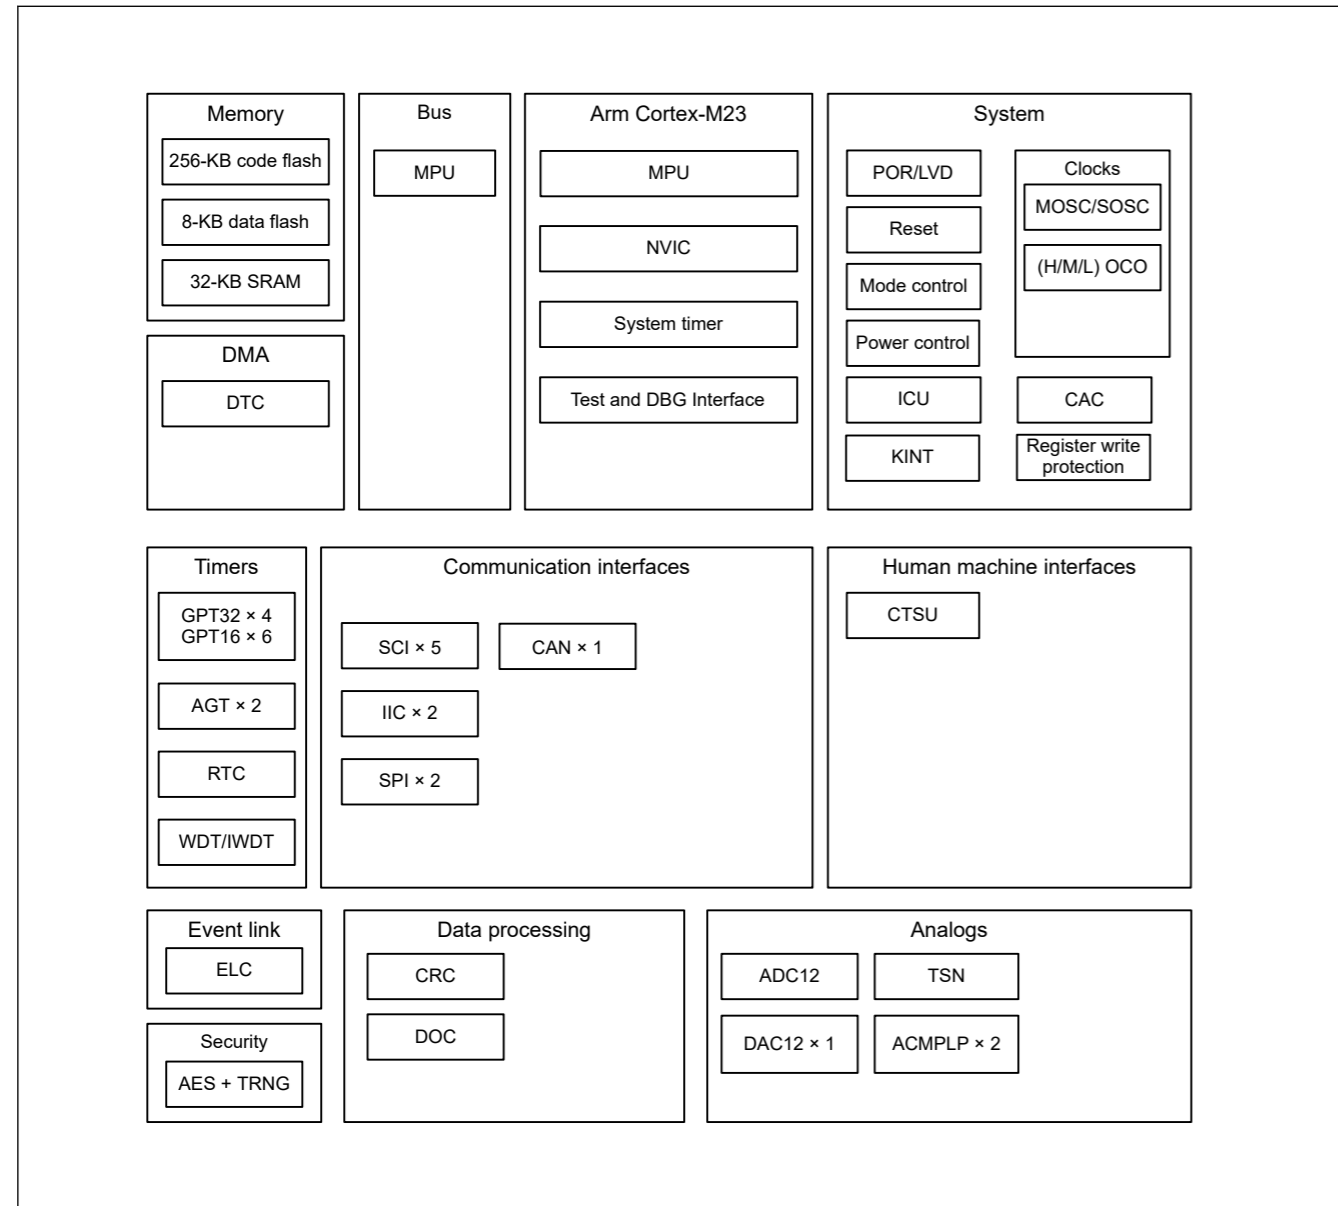 Memory
256-KB code flash
8-KB data flash
32-KB SRAM
DMA
DTC
Bus
MPU
Arm Cortex-M23
MPU
NVIC
System timer
Test and DBG Interface
System
POR/LVD
Reset
Mode control
Power control
ICU
KINT
Clocks
MOSC/SOSC
(H/M/L) OCO
CAC
Register write
protection
Timers
GPT32 × 4
GPT16 × 6
AGT × 2
RTC
WDT/IWDT
Communication interfaces
SCI × 5
IIC × 2
SPI × 2
CAN × 1
Human machine interfaces
CTSU
Event link
ELC
Security
AES + TRNG
Data processing
CRC
DOC
Analogs
ADC12
TSN
DAC12 × 1
ACMPLP × 2